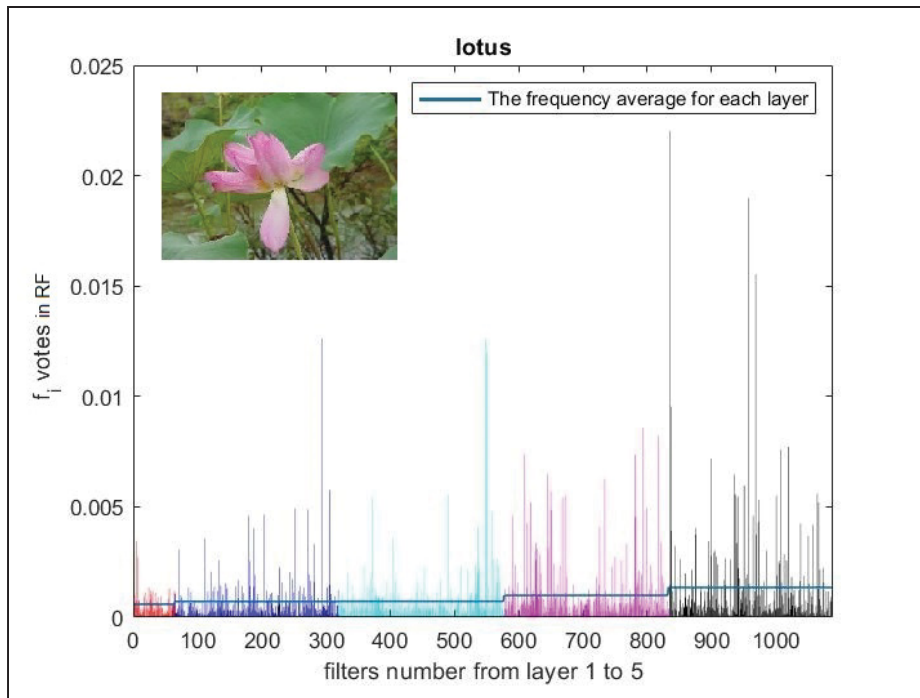 lotus
0.025
0.02
0.015
0.01
0.005
0
The frequency average for each layer
f_i votes in RF
0 100 200 300 400 500 600 700 800 900 1000
filters number from layer 1 to 5